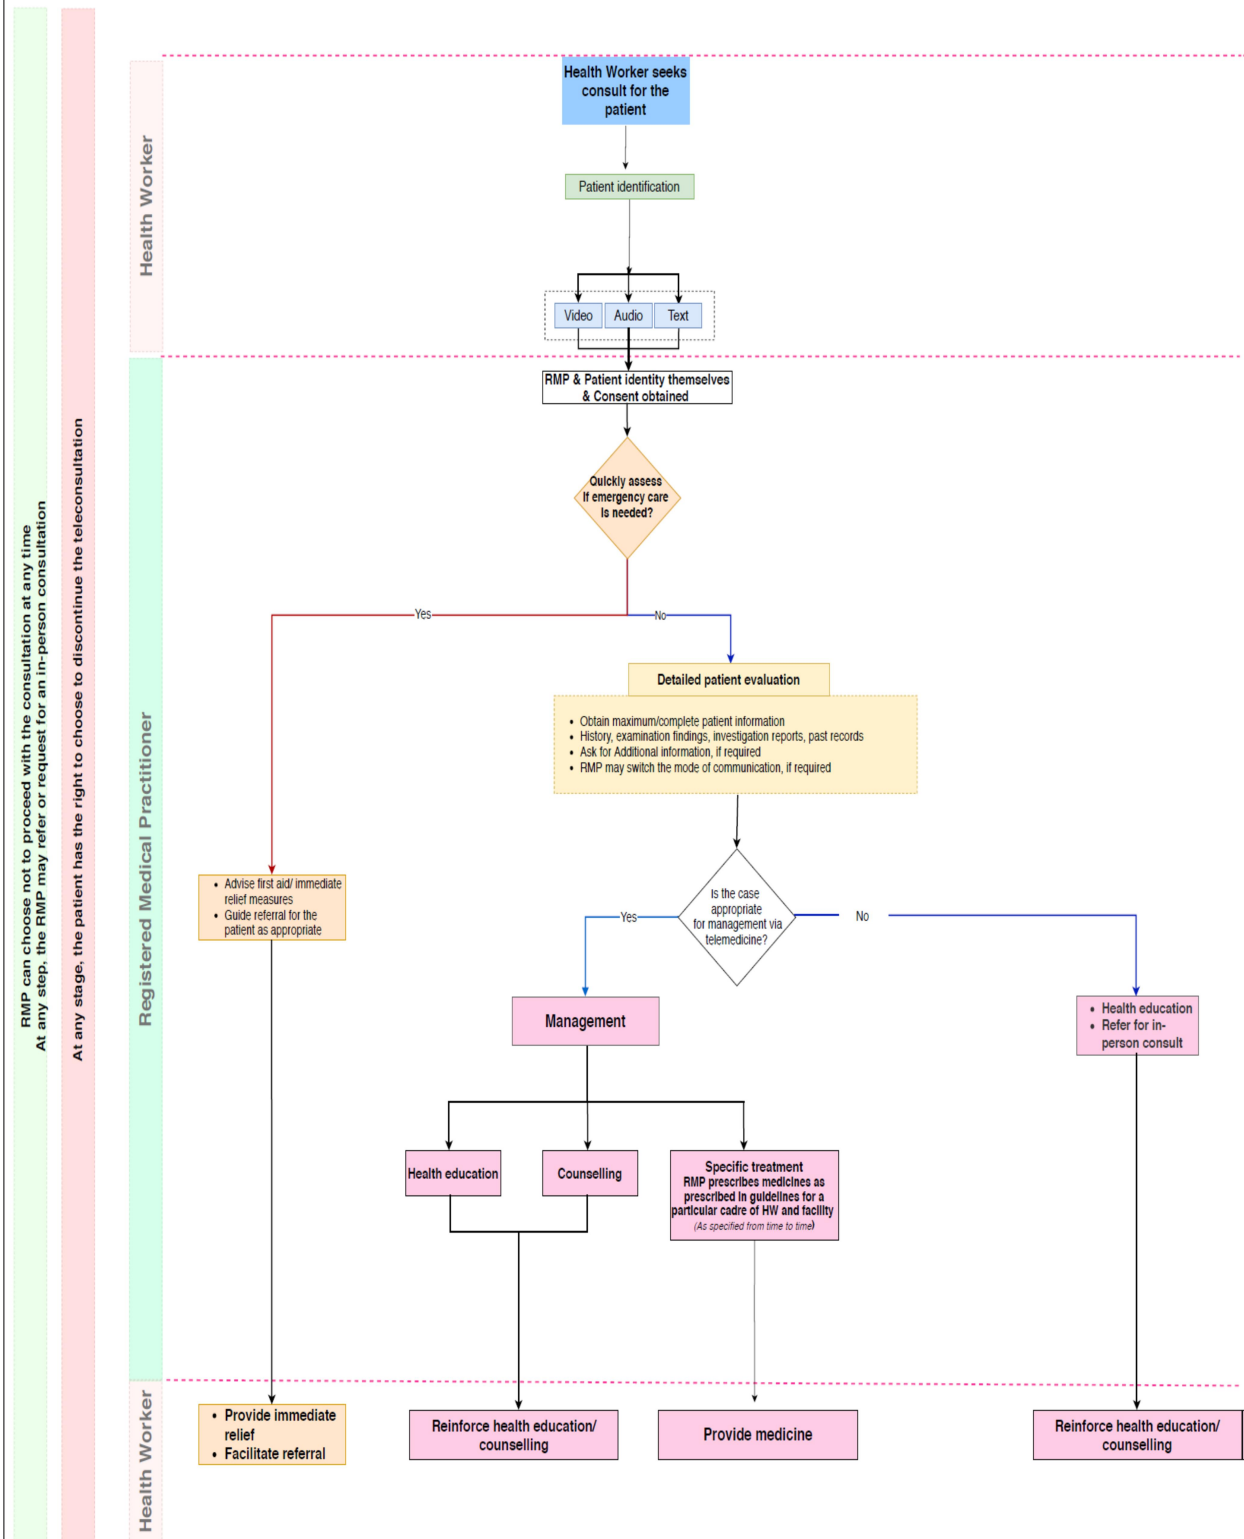 RMP can choose not to proceed with the consultation at any time
At any step, the RMP may refer or request for an in-person consultation
At any stage, the patient has the right to choose to discontinue the teleconsultation
Health Worker
Health Worker seeks
consult for the
patient
Patient identification
Video
Audio
Text
Registered Medical Practitioner
RMP & Patient identity themselves
& Consent obtained
Quickly assess
If emergency care
Is needed?
Yes
No
Detailed patient evaluation
• Obtain maximum/complete patient information
• History, examination findings, investigation reports, past records
• Ask for Additional information, if required
• RMP may switch the mode of communication, if required
• Advise first aid/ immediate
relief measures
• Guide referral for the
patient as appropriate
Is the case
appropriate
for management via
telemedicine?
Yes
No
Management
• Health education
• Refer for in-
person consult
Health education
Counselling
Specific treatment
RMP prescribes medicines as
prescribed in guidelines for a
particular cadre of HW and facility
(As specified from time to time)
Health Worker
• Provide immediate
relief
• Facilitate referral
Reinforce health education/
counselling
Provide medicine
Reinforce health education/
counselling